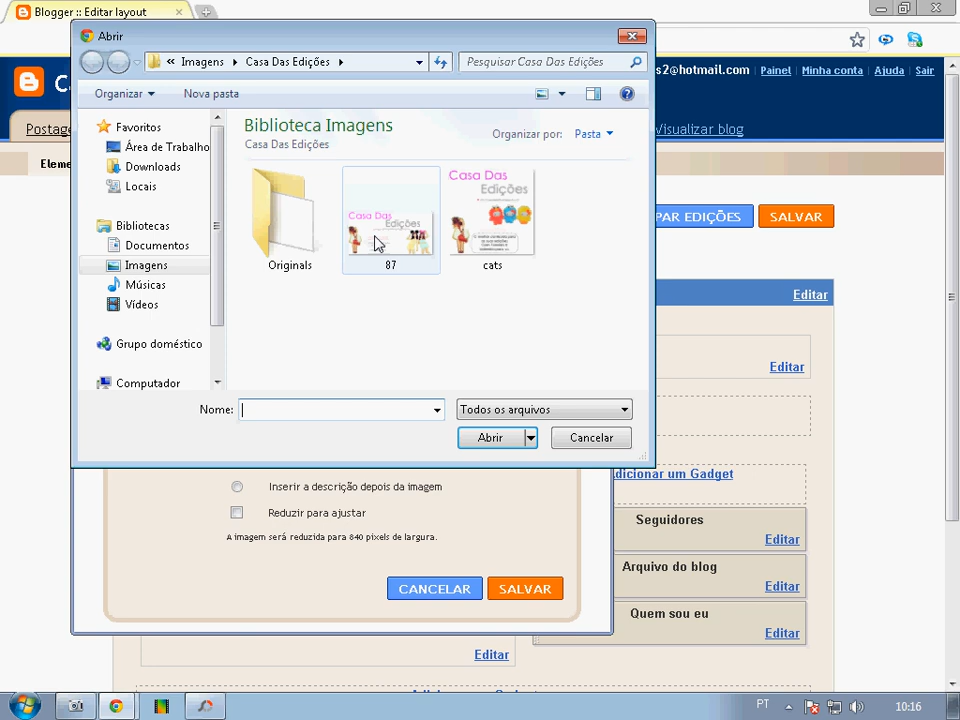 Blogger :: Editar layout
Abrir
« Imagens
Casa Das Edições
Pesquisar Casa Das Edições
s2@hotmail.com
Painel
Minha conta
Ajuda
Sair
Organizar
Nova pasta
Favoritos
Área de Trabalho
Downloads
Locais
Bibliotecas
Documentos
Imagens
Músicas
Vídeos
Grupo doméstico
Computador
Biblioteca Imagens
Casa Das Edições
Organizar por:
Pasta
Casa Das
Edições
Casa Das
Edições
Originals
87
cats
Nome:
Todos os arquivos
Abrir
Cancelar
Postage
Visualizar blog
Eleme
PAR EDIÇÕES
SALVAR
Editar
Editar
dicionar um Gadget
Seguidores
Editar
Arquivo do blog
Editar
Quem sou eu
Editar
Inserir a descrição depois da imagem
Reduzir para ajustar
A imagem será reduzida para 840 pixels de largura.
CANCELAR
SALVAR
Editar
PT
10:16